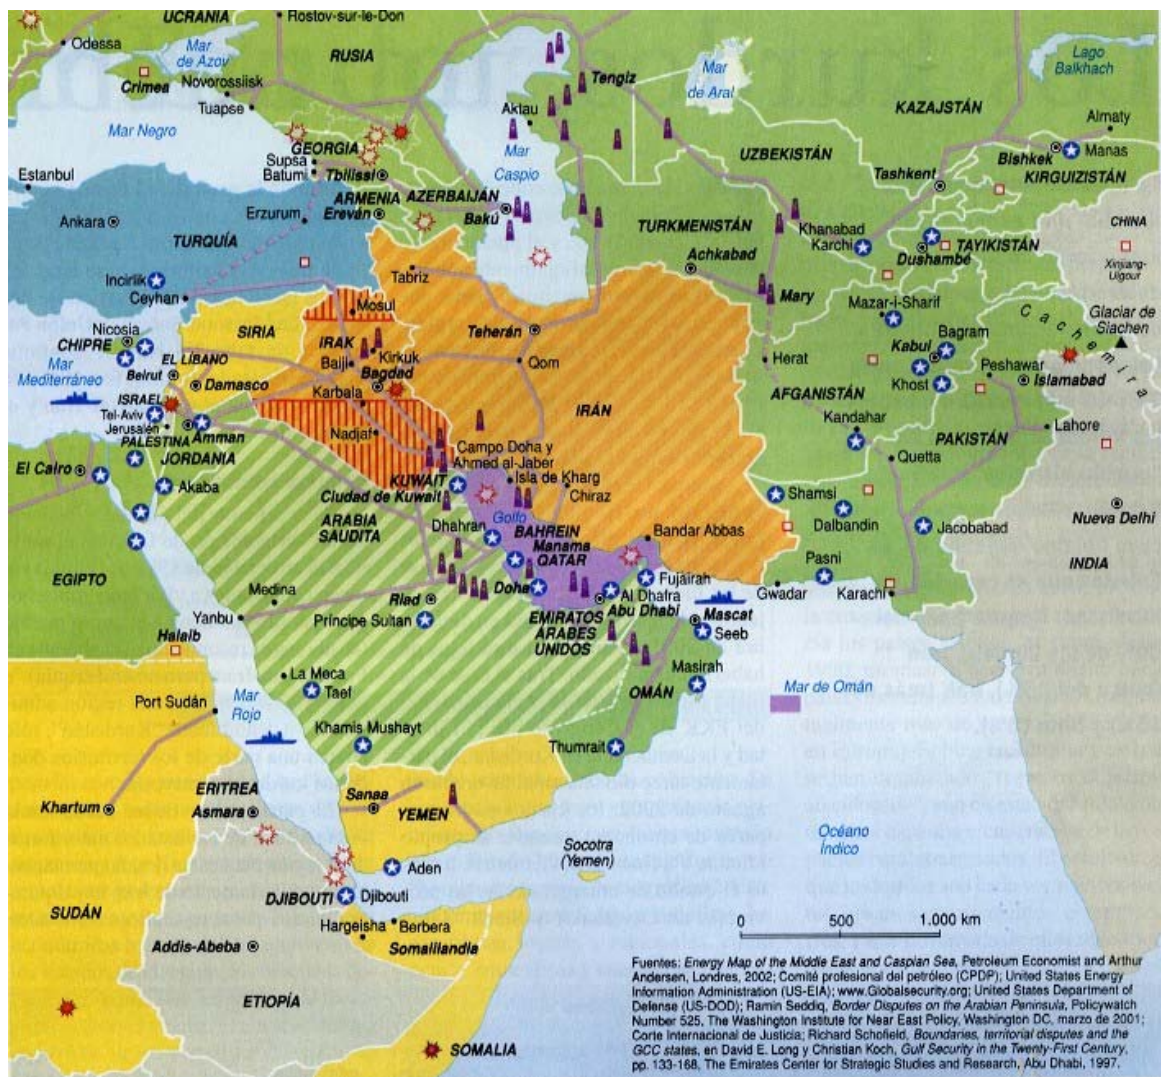 UCRANIA
Rostov-sur-le-Don
Odessa
Mar
de Azov
RUSIA
Lago
Balkhach
Crimea
Novorossiisk
Tuapse
Tengiz
Mar
de Aral
KAZAJSTÁN
Aktau
Almaty
Mar Negro
GEORGIA
Mar
Caspio
UZBEKISTÁN
Bishkek
Manas
Supsa
Batumi
Tbilissi
Tashkent
KIRGUIZISTÁN
Estanbul
ARMENIA
Ereván
AZERBAIJÁN
Bakú
Ankara
Erzurum
TURKMENISTÁN
Khanabad
Karchi
CHINA
TURQUÍA
TAYIKISTÁN
Dushambé
Achkabad
Xinjiang-
Uigour
Incirlik
Ceyhan
Tabriz
Mary
Mazar-i-Sharif
Mosul
Glaciar de
Siachen
Cachemira
Nicosia
CHIPRE
SIRIA
Teherán
IRAK
Kirkuk
Baiji
Bagdad
Qom
Herat
Kabul
Bagram
Peshawar
Islamabad
Khost
EL LÍBANO
Beirut
Damasco
Mar
Mediterráneo
Karbala
IRÁN
AFGANISTÁN
ISRAEL
Tel-Aviv
Jerusalén
PALESTINA
Amman
JORDANIA
Nadjaf
Kandahar
PAKISTÁN
Lahore
Campo Doha y
Ahmed al-Jaber
Quetta
El Cairo
Akaba
KUWAIT
Ciudad de Kuwait
Isla de Kharg
Chiraz
Shamsi
Dalbandin
Jacobabad
Nueva Delhi
ARABIA
SAUDITA
Golfo
Dhahran
BAHREIN
Manama
QATAR
Bandar Abbas
INDIA
EGIPTO
Pasni
Gwadar
Karachi
Medina
Yanbu
Riad
Doha
Fujairah
Al Dhafra
Abu Dhabi
Príncipe Sultan
EMIRATOS
ÁRABES
UNIDOS
Mascat
Seeb
Halaib
La Meca
Taef
Masirah
OMÁN
Mar de Omán
Port Sudán
Mar
Rojo
Khamis Mushayt
Thumrait
Khartum
ERITREA
Asmara
Sanaa
YEMEN
Socotra
(Yemen)
Océano
Índico
Aden
DJIBOUTI
Djibouti
SUDÁN
Hargeisha
Berbera
Somalilandia
0
500
1.000 km
Addis-Abeba
ETIOPÍA
SOMALIA
Fuentes: Energy Map of the Middle East and Caspian Sea, Petroleum Economist and Arthur
Andersen, Londres, 2002; Comité profesional del petróleo (CPDP); United States Energy
Information Administration (US-EIA); www.Globalsecurity.org; United States Department of
Defense (US-DOD); Ramin Seddiq, Border Disputes on the Arabian Peninsula, Policywatch
Number 525, The Washington Institute for Near East Policy, Washington DC, marzo de 2001;
Corte Internacional de Justicia; Richard Schofield, Boundaries, territorial disputes and the
GCC states, en David E. Long y Christian Koch, Gulf Security in the Twenty-First Century,
pp. 133-168, The Emirates Center for Strategic Studies and Research, Abu Dhabi, 1997.